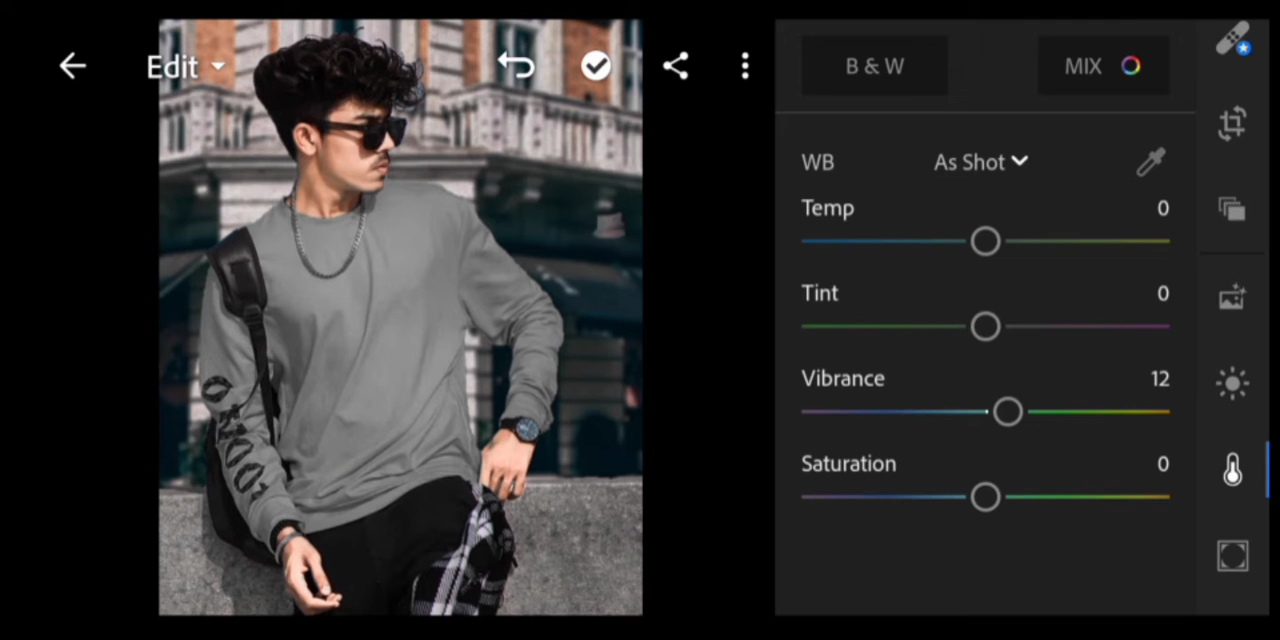 Edit
B & W
MIX
WB
As Shot
Temp
0
Tint
0
Vibrance
12
Saturation
0